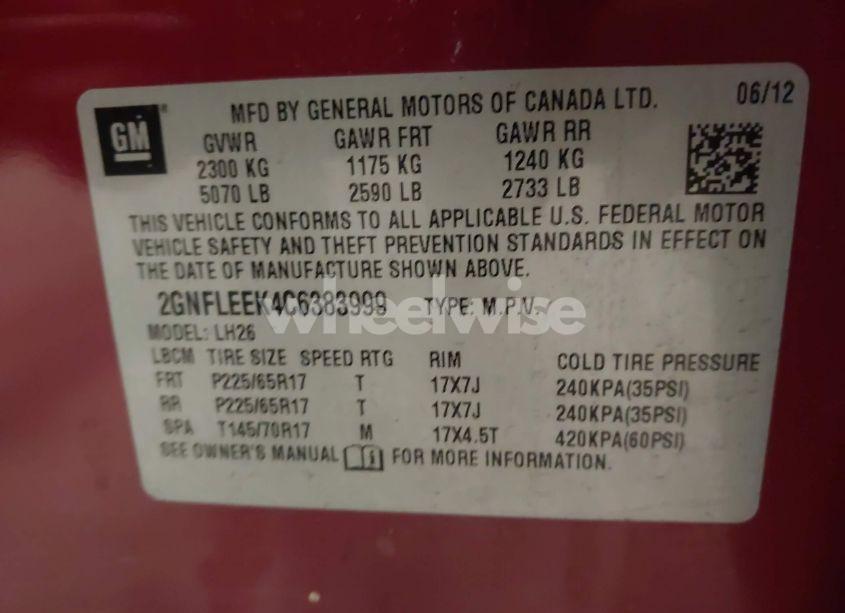 GM
MFD BY GENERAL MOTORS OF CANADA LTD. 06/12
GVWR GAWR FRT GAWR RR
2300 KG 1175 KG 1240 KG
5070 LB 2590 LB 2733 LB
THIS VEHICLE CONFORMS TO ALL APPLICABLE U.S. FEDERAL MOTOR
VEHICLE SAFETY AND THEFT PREVENTION STANDARDS IN EFFECT ON
THE DATE OF MANUFACTURE SHOWN ABOVE.
2GNFLEEK4C6383999 TYPE: M.P.V.
wheelwise
MODEL: LH26
LBCM TIRE SIZE SPEED RTG RIM COLD TIRE PRESSURE
FRT P225/65R17 T 17X7J 240KPA(35PSI)
RR P225/65R17 T 17X7J 240KPA(35PSI)
SPA T145/70R17 M 17X4.5T 420KPA(60PSI)
SEE OWNER'S MANUAL FOR MORE INFORMATION.